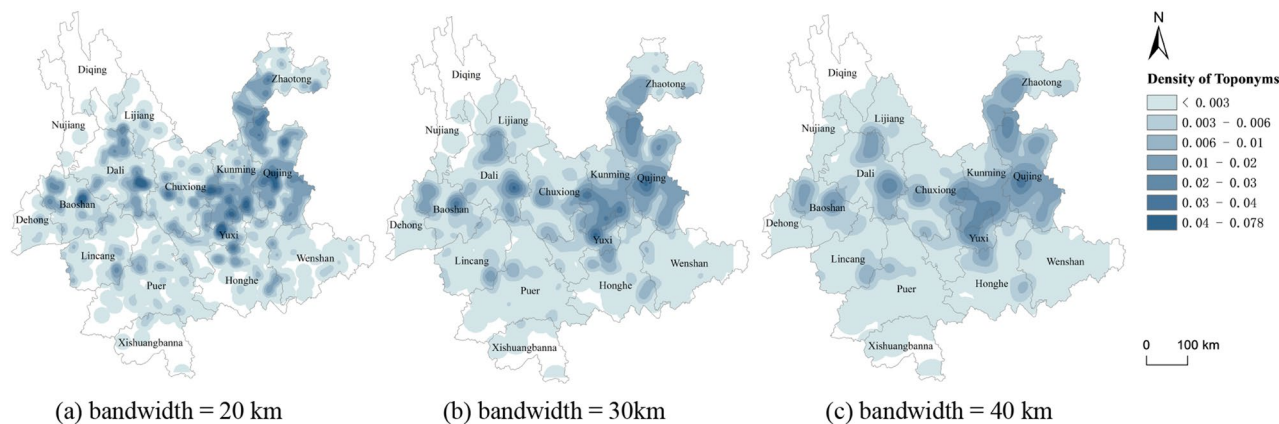 Diqing
Zhaotong
Nujiang
Lijiang
Dali
Chuxiong
Kunming
Qujing
Baoshan
Dehong
Yuxi
Lincang
Puer
Honghe
Wenshan
Xishuangbanna
(a) bandwidth = 20 km
Diqing
Zhaotong
Nujiang
Lijiang
Dali
Chuxiong
Kunming
Qujing
Baoshan
Dehong
Yuxi
Lincang
Puer
Honghe
Wenshan
Xishuangbanna
(b) bandwidth = 30km
Diqing
Zhaotong
Nujiang
Lijiang
Dali
Chuxiong
Kunming
Qujing
Baoshan
Dehong
Yuxi
Lincang
Puer
Honghe
Wenshan
Xishuangbanna
(c) bandwidth = 40 km
N
Density of Toponyms
< 0.003
0.003 - 0.006
0.006 - 0.01
0.01 - 0.02
0.02 - 0.03
0.03 - 0.04
0.04 - 0.078
0 100 km